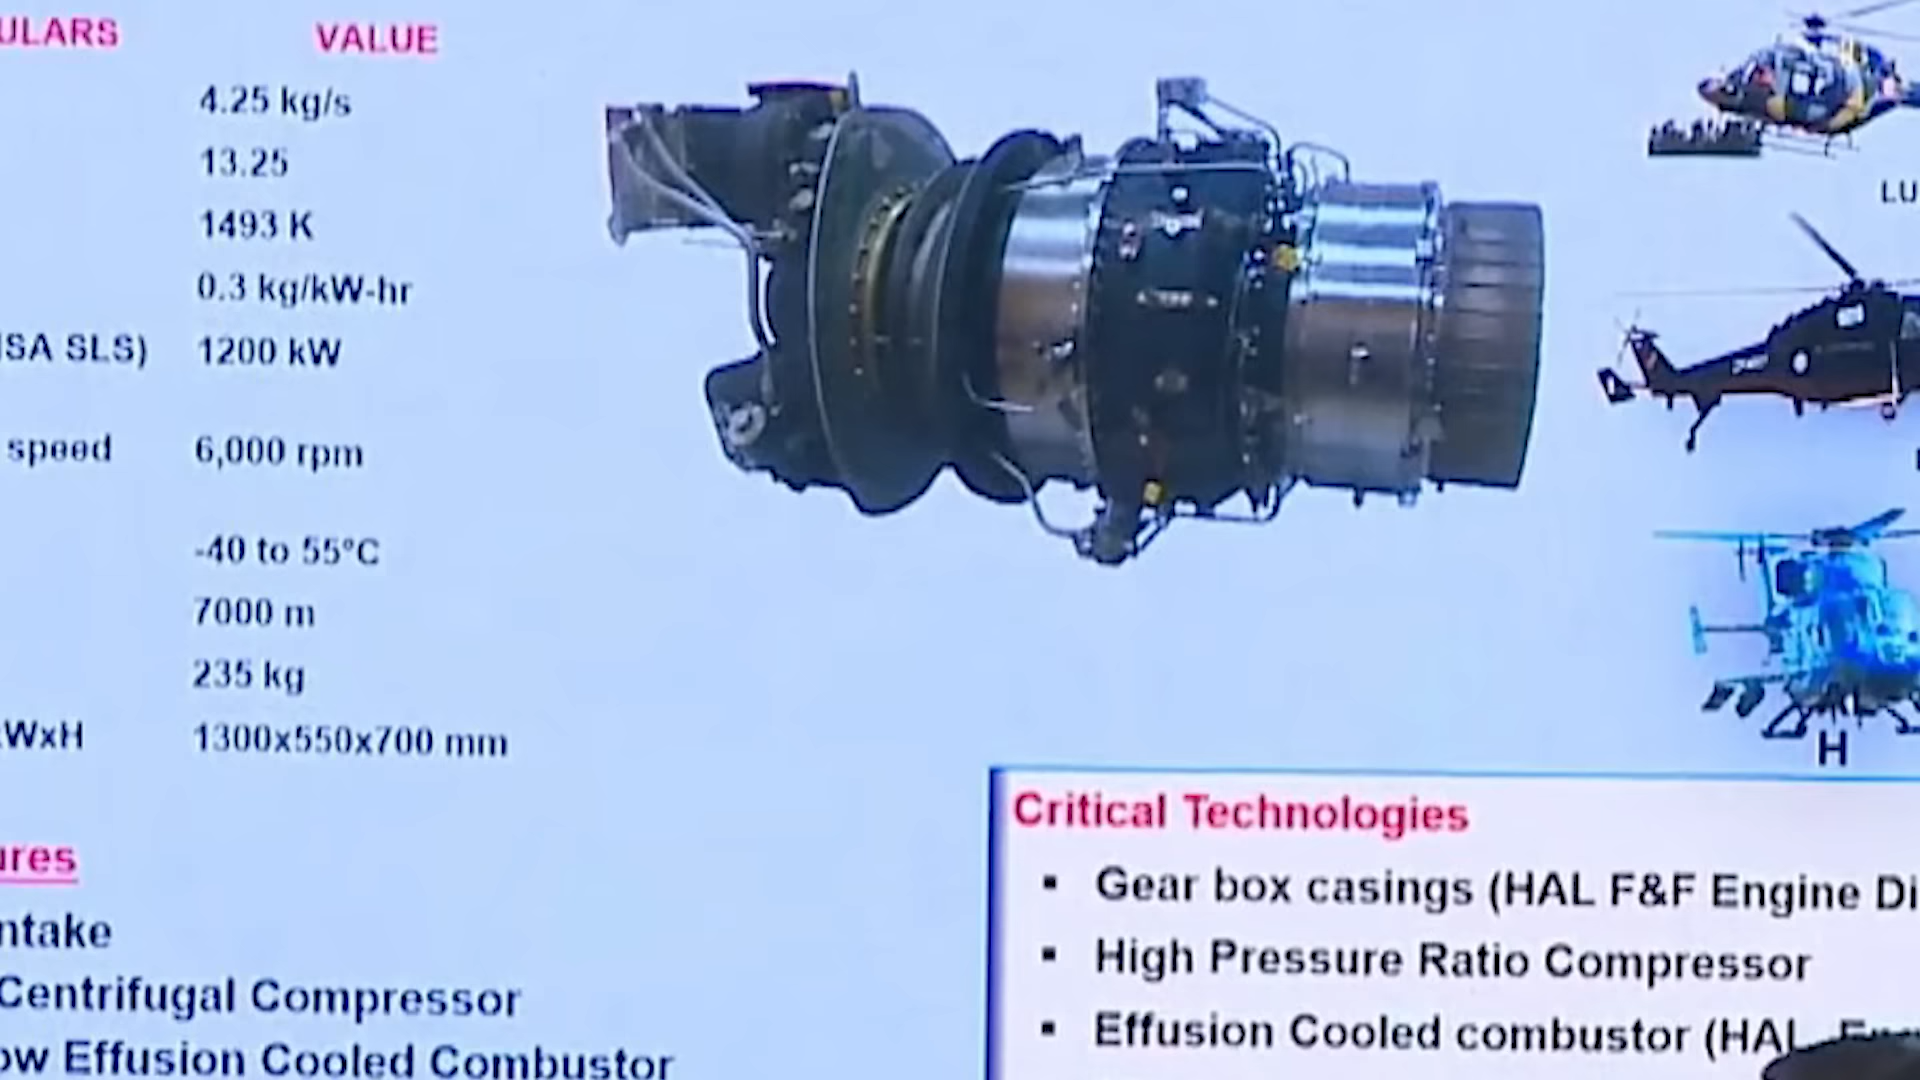 ULARS VALUE
4.25 kg/s
13.25
1493 K
0.3 kg/kW-hr
ISA SLS) 1200 kW
speed 6,000 rpm
-40 to 55°C
7000 m
235 kg
WxH 1300x550x700 mm
ures
ntake
Centrifugal Compressor
ow Effusion Cooled Combustor
LU
H
Critical Technologies
▪ Gear box casings (HAL F&F Engine Di
▪ High Pressure Ratio Compressor
▪ Effusion Cooled combustor (HAL